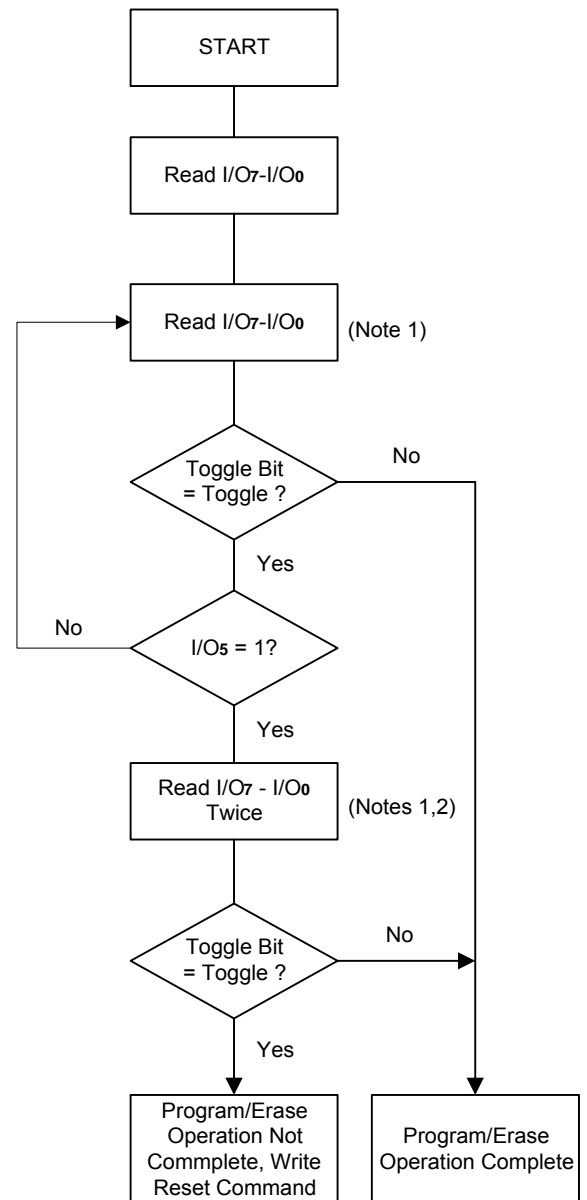 START
Read I/O7-I/O0
Read I/O7-I/O0
(Note 1)
Toggle Bit
= Toggle ?
No
Yes
No
I/O5 = 1?
Yes
Read I/O7 - I/O0
Twice
(Notes 1,2)
Toggle Bit
= Toggle ?
No
Yes
Program/Erase
Operation Not
Commplete, Write
Reset Command
Program/Erase
Operation Complete